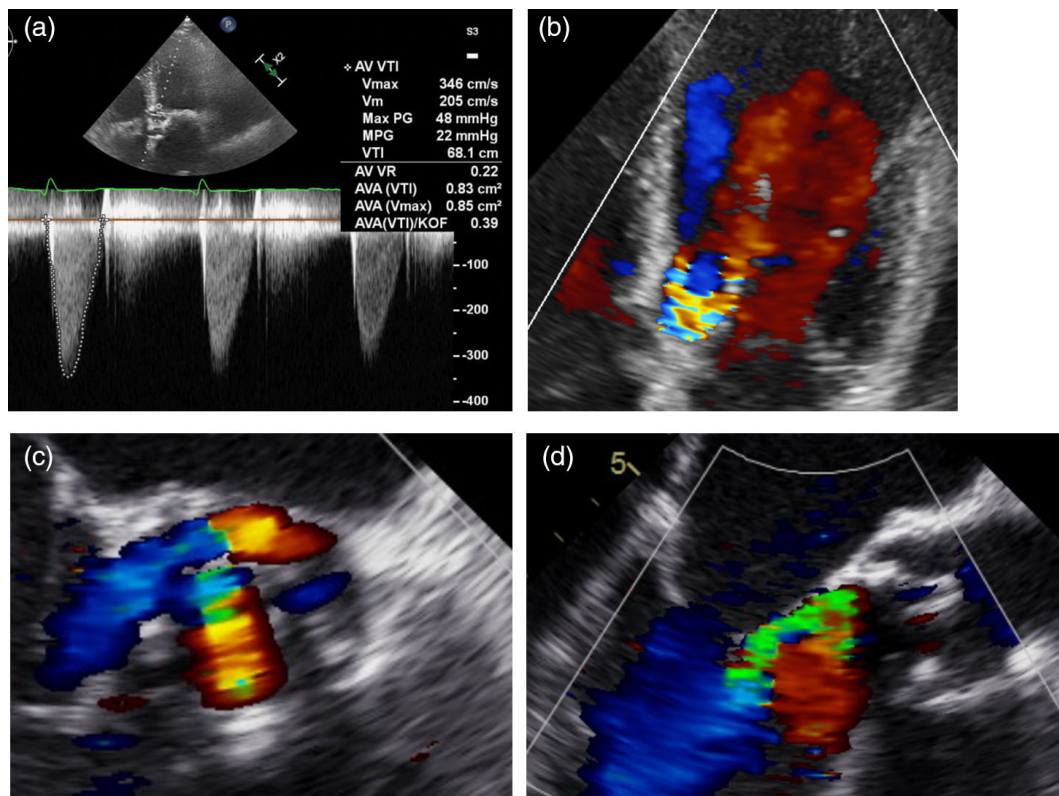 (a)
P
S3
X2
AV VTI
Vmax 346 cm/s
Vm 205 cm/s
Max PG 48 mmHg
MPG 22 mmHg
VTI 68.1 cm
AV VR 0.22
AVA (VTI) 0.83 cm²
AVA (Vmax) 0.85 cm²
AVA(VTI)/KOF 0.39
-100
-200
-300
-400
(b)
(c)
(d)
5